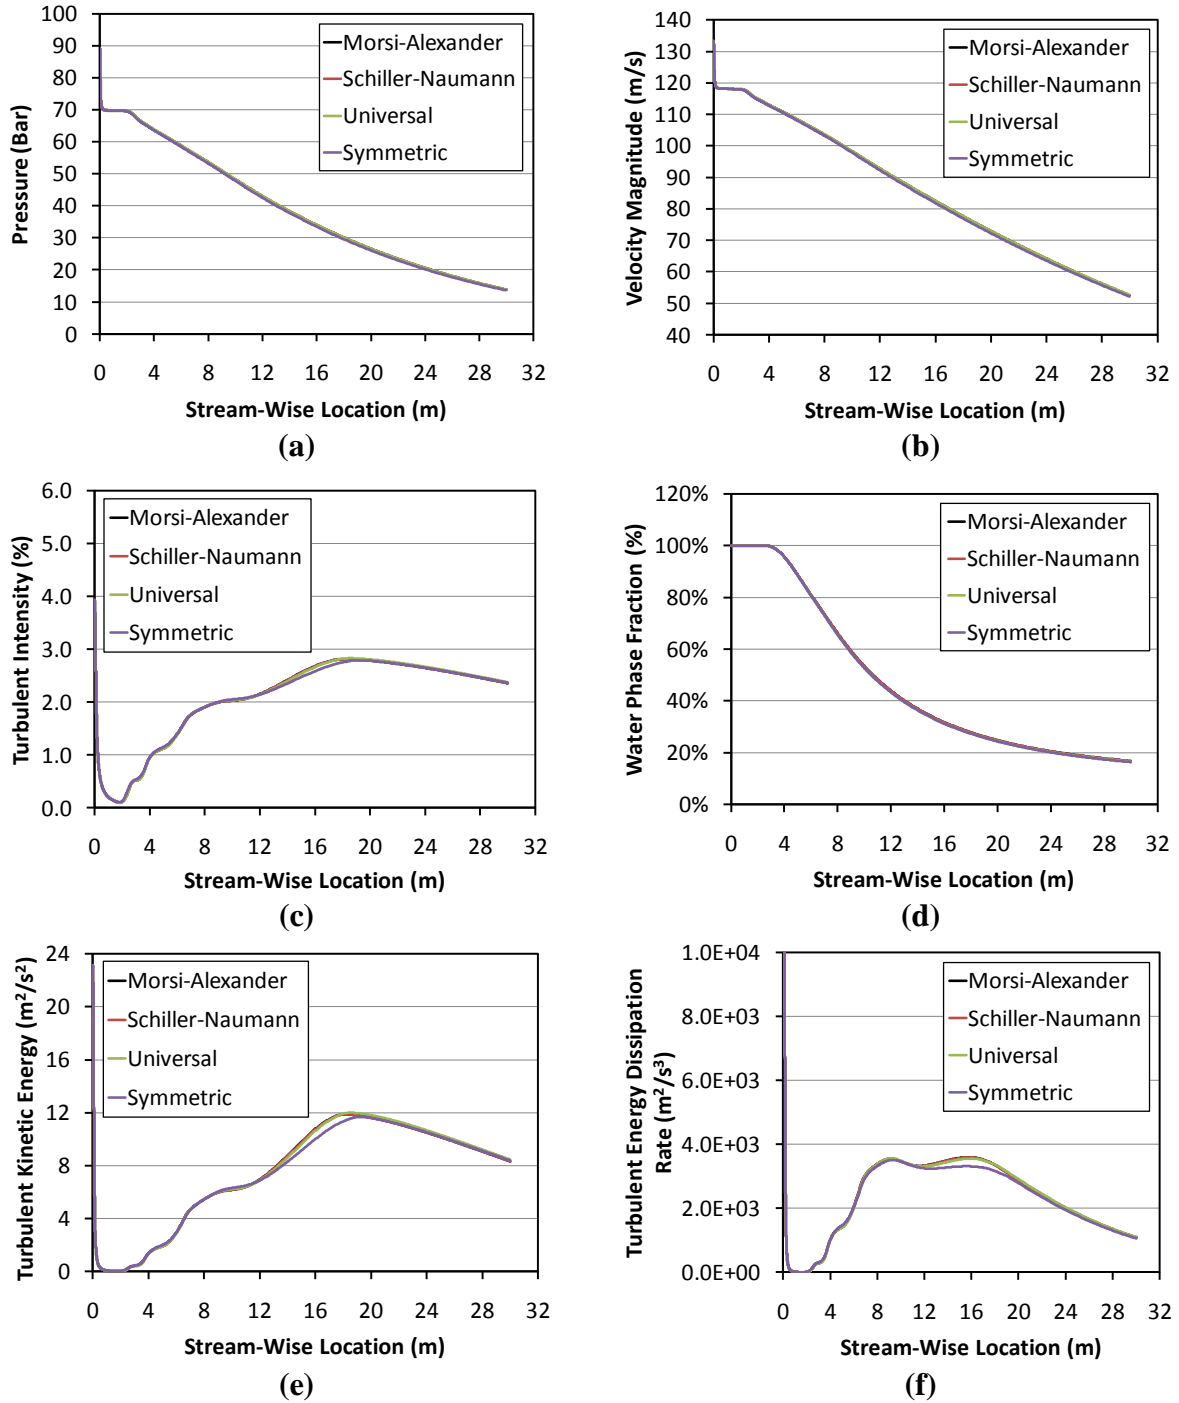 100
90
80
70
60
50
40
30
20
10
0
Pressure (Bar)
Morsi-Alexander
Schiller-Naumann
Universal
Symmetric
0 4 8 12 16 20 24 28 32
Stream-Wise Location (m)
(a)
140
130
120
110
100
90
80
70
60
50
40
Velocity Magnitude (m/s)
Morsi-Alexander
Schiller-Naumann
Universal
Symmetric
0 4 8 12 16 20 24 28 32
Stream-Wise Location (m)
(b)
6.0
5.0
4.0
3.0
2.0
1.0
0.0
Turbulent Intensity (%)
Morsi-Alexander
Schiller-Naumann
Universal
Symmetric
0 4 8 12 16 20 24 28 32
Stream-Wise Location (m)
(c)
120%
100%
80%
60%
40%
20%
0%
Water Phase Fraction (%)
Morsi-Alexander
Schiller-Naumann
Universal
Symmetric
0 4 8 12 16 20 24 28 32
Stream-Wise Location (m)
(d)
24
20
16
12
8
4
0
Turbulent Kinetic Energy (m²/s²)
Morsi-Alexander
Schiller-Naumann
Universal
Symmetric
0 4 8 12 16 20 24 28 32
Stream-Wise Location (m)
(e)
1.0E+04
8.0E+03
6.0E+03
4.0E+03
2.0E+03
0.0E+00
Turbulent Energy Dissipation
Rate (m²/s³)
Morsi-Alexander
Schiller-Naumann
Universal
Symmetric
0 4 8 12 16 20 24 28 32
Stream-Wise Location (m)
(f)